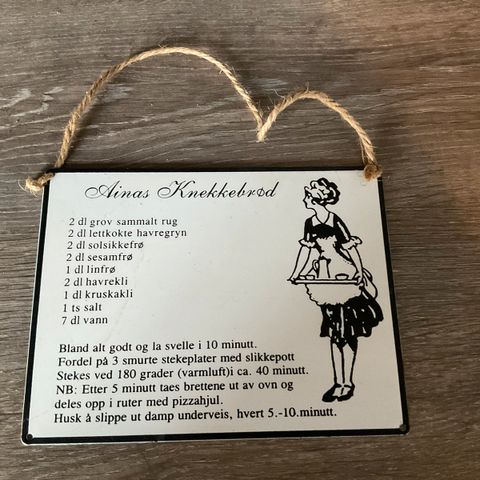 Ainas Knekkebrød
2 dl grov sammalt rug
2 dl lettkokte havregryn
2 dl solsikkefrø
2 dl sesamfrø
1 dl linfrø
2 dl havrekli
1 dl kruskakli
1 ts salt
7 dl vann
Bland alt godt og la svelle i 10 minutt.
Fordel på 3 smurte stekeplater med slikkepott
Stekes ved 180 grader (varmluft)i ca. 40 minutt.
NB: Etter 5 minutt taes brettene ut av ovn og
deles opp i ruter med pizzahjul.
Husk å slippe ut damp underveis, hvert 5.-10.minutt.